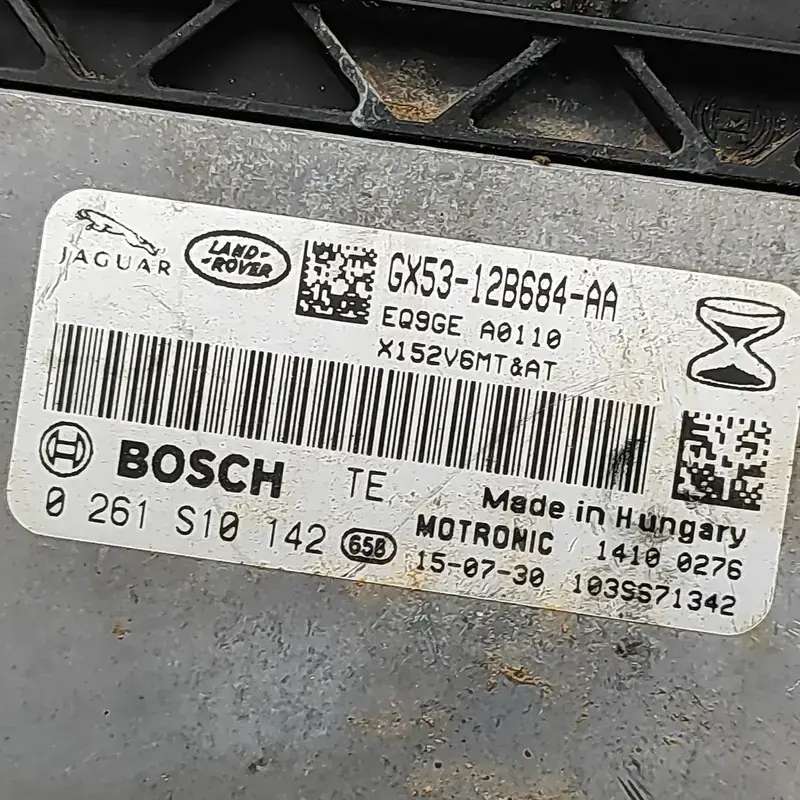 JAGUAR
LAND-
ROVER
GX53-12B684-AA
EQ9GE A0110
X152V6MT&AT
BOSCH TE
Made in Hungary
0 261 S10 142 658
MOTRONIC 1410 0276
15-07-30 103SS71342